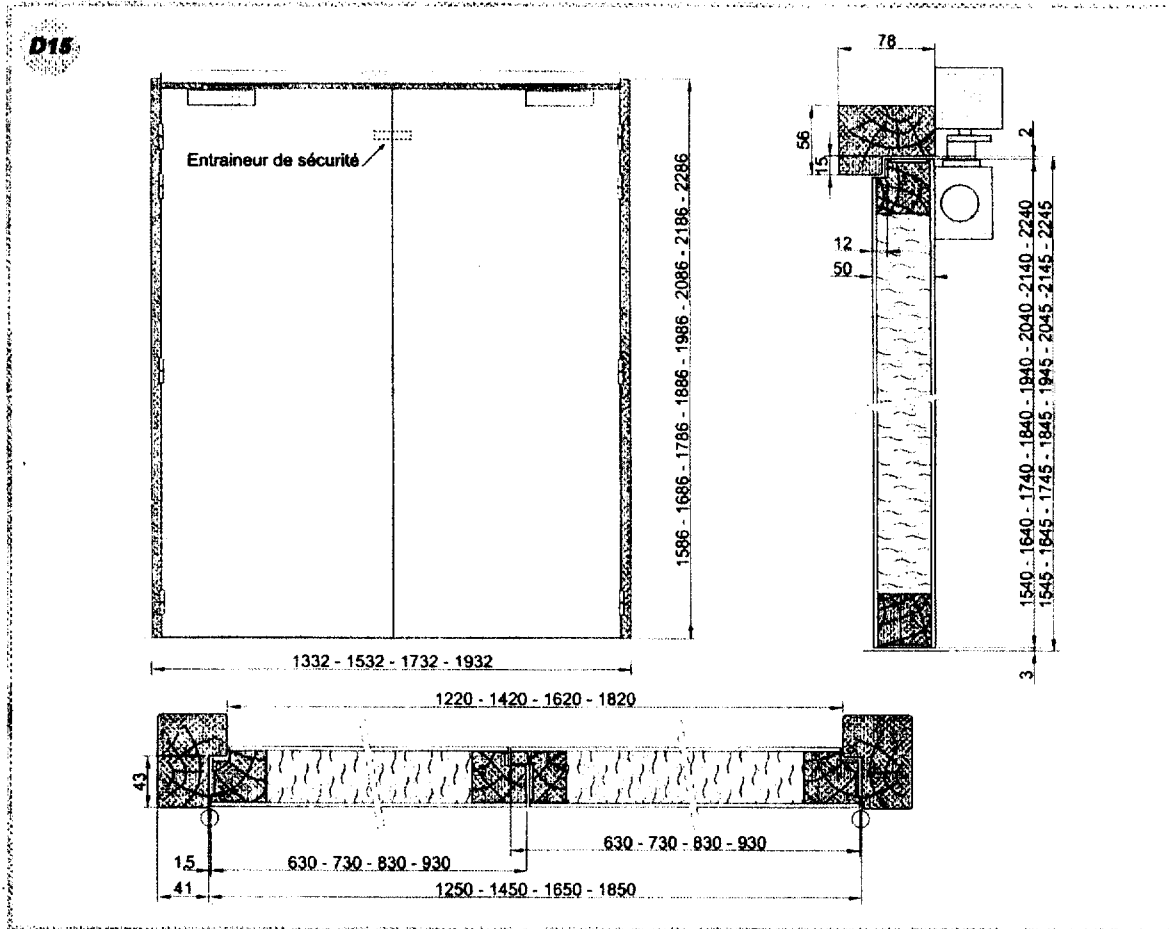 D15
78
Entraineur de sécurité
56
15
2
12
50
1586 - 1686 - 1786 - 1886 - 1986 - 2086 - 2186 - 2286
1540 - 1640 - 1740 - 1840 - 1940 - 2040 -2140 - 2240
1545 - 1645 - 1745 - 1845 - 1945 - 2045 -2145 - 2245
3
1332 - 1532 - 1732 - 1932
1220 - 1420 - 1620 - 1820
43
630 - 730 - 830 - 930
1,5
630 - 730 - 830 - 930
41
1250 - 1450 - 1650 - 1850